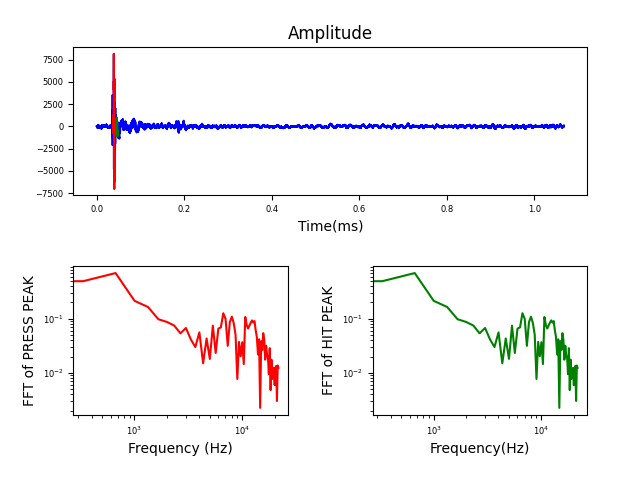 Amplitude
7500
5000
2500
0
−2500
−5000
−7500
0.0 0.2 0.4 0.6 0.8 1.0
Time(ms)
FFT of PRESS PEAK
10⁻¹
10⁻²
10³ 10⁴
Frequency (Hz)
FFT of HIT PEAK
10⁻¹
10⁻²
10³ 10⁴
Frequency(Hz)